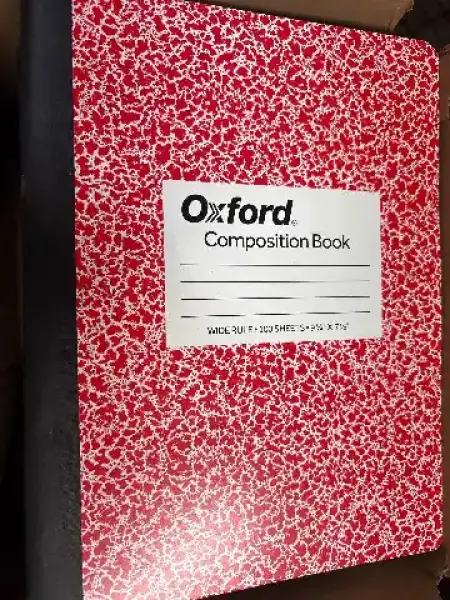 Oxford®
Composition Book
WIDE RULE • 100 SHEETS • 9¾" X 7½"